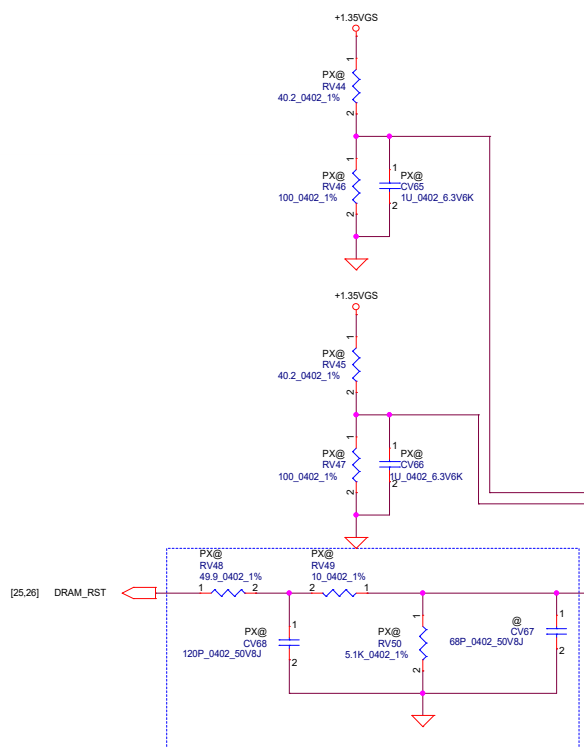 +1.35VGS
1
PX@
RV44
40.2_0402_1%
2
1
PX@
RV46
100_0402_1%
2
1
PX@
CV65
1U_0402_6.3V6K
2
+1.35VGS
1
PX@
RV45
40.2_0402_1%
2
1
PX@
RV47
100_0402_1%
2
1
PX@
CV66
1U_0402_6.3V6K
2
[25,26] DRAM_RST
PX@
RV48
49.9_0402_1%
1 2
PX@
RV49
10_0402_1%
2 1
1
PX@
CV68
120P_0402_50V8J
2
1
PX@
RV50
5.1K_0402_1%
2
1
@
CV67
68P_0402_50V8J
2